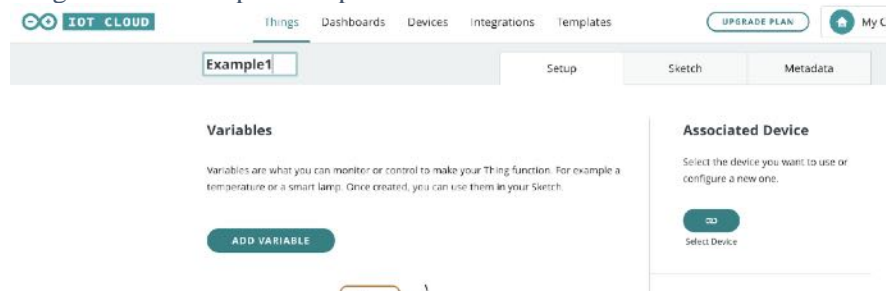 IOT CLOUD
Things Dashboards Devices Integrations Templates
UPGRADE PLAN
My C
Example1
Setup Sketch Metadata
Variables
Variables are what you can monitor or control to make your Thing function. For example a
temperature or a smart lamp. Once created, you can use them in your Sketch.
ADD VARIABLE
Associated Device
Select the device you want to use or
configure a new one.
Select Device